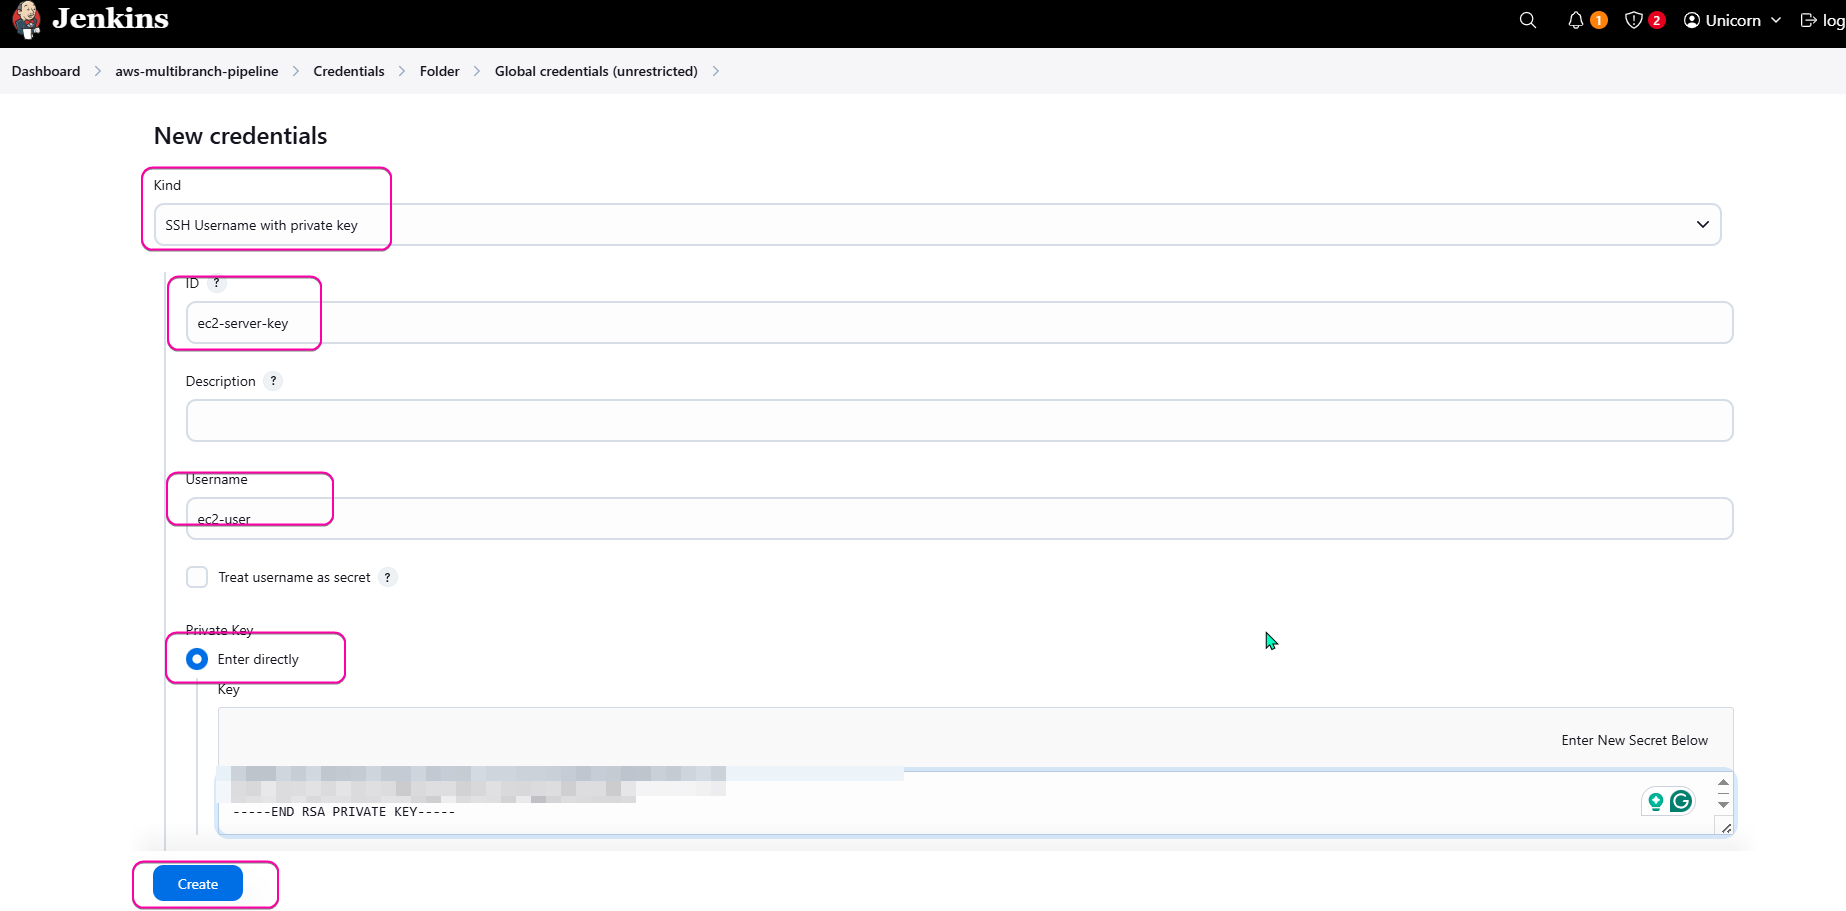 Jenkins
1
2
Unicorn
log
Dashboard
aws-multibranch-pipeline
Credentials
Folder
Global credentials (unrestricted)
New credentials
Kind
SSH Username with private key
ID ?
ec2-server-key
Description ?
Username
ec2-user
Treat username as secret ?
Private Key
Enter directly
Key
Enter New Secret Below
-----END RSA PRIVATE KEY-----
Create